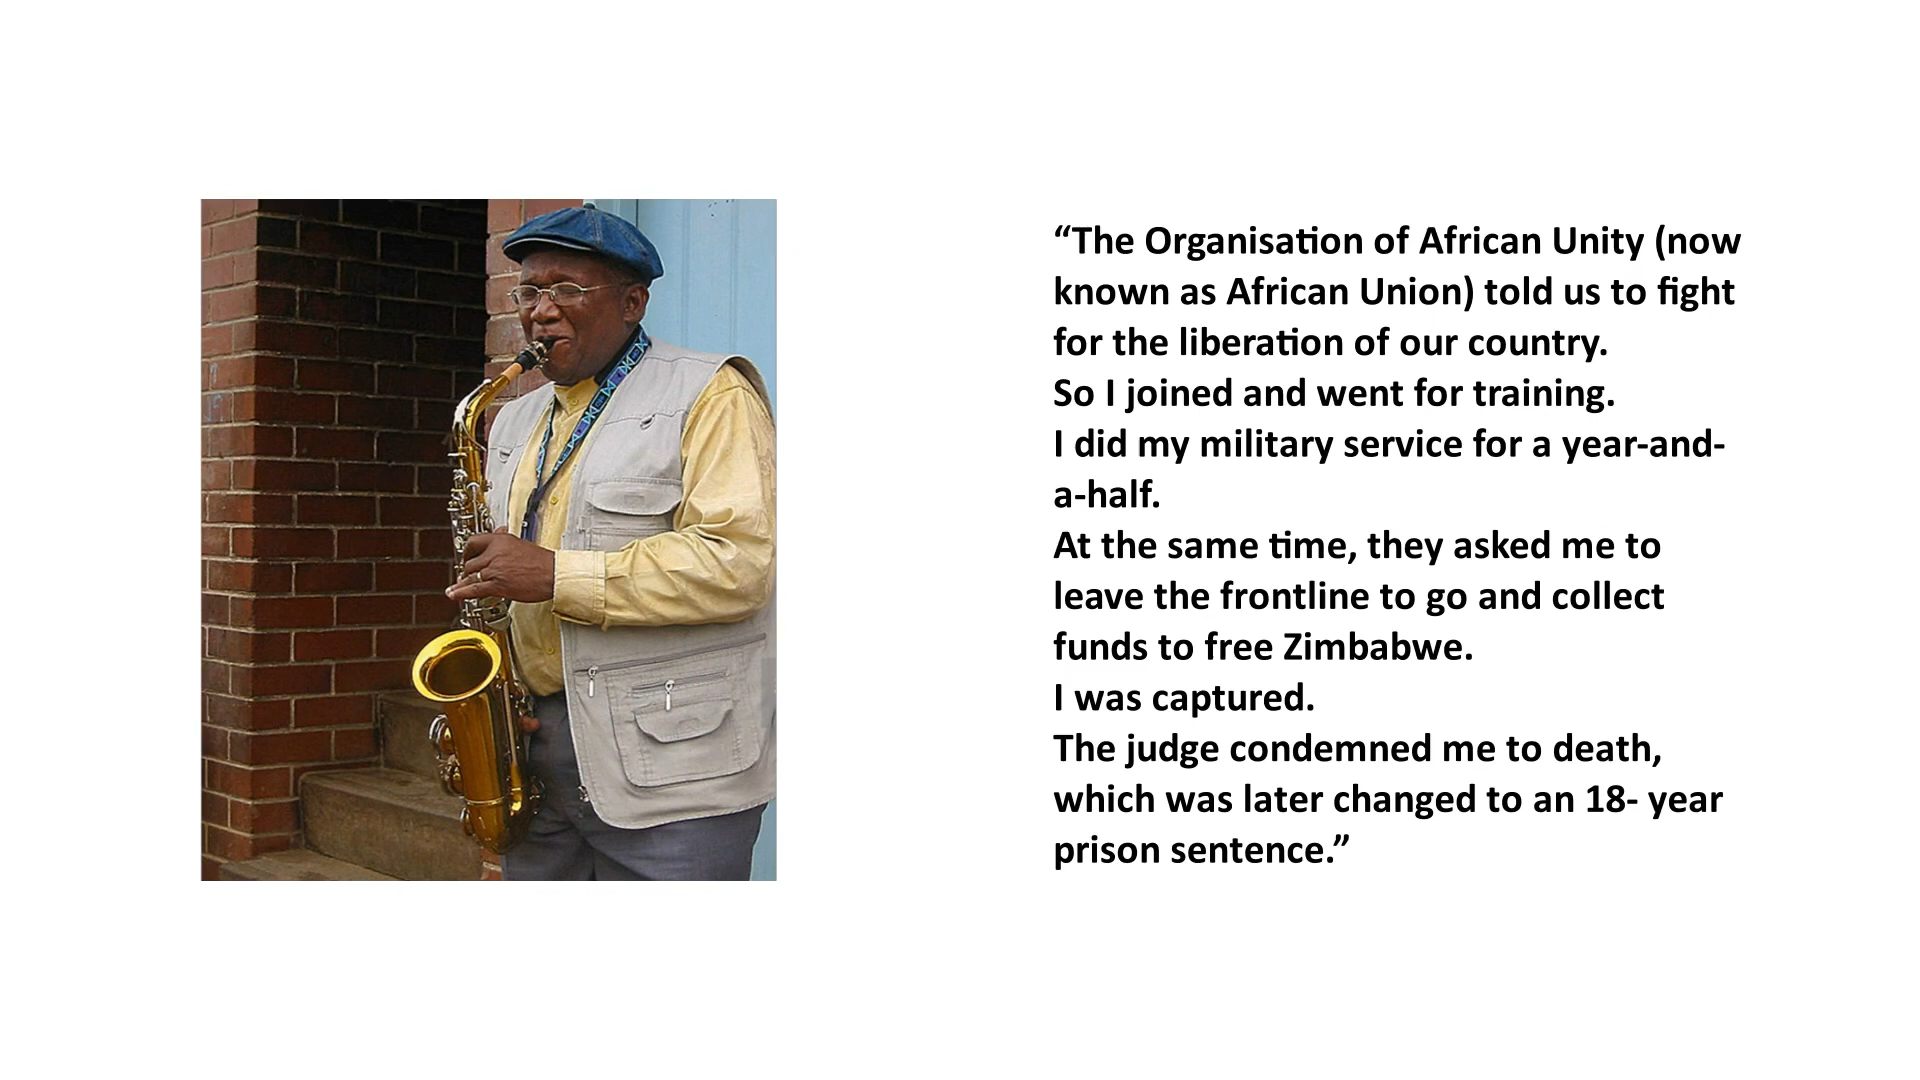 “The Organisation of African Unity (now
known as African Union) told us to fight
for the liberation of our country.
So I joined and went for training.
I did my military service for a year-and-
a-half.
At the same time, they asked me to
leave the frontline to go and collect
funds to free Zimbabwe.
I was captured.
The judge condemned me to death,
which was later changed to an 18- year
prison sentence.”